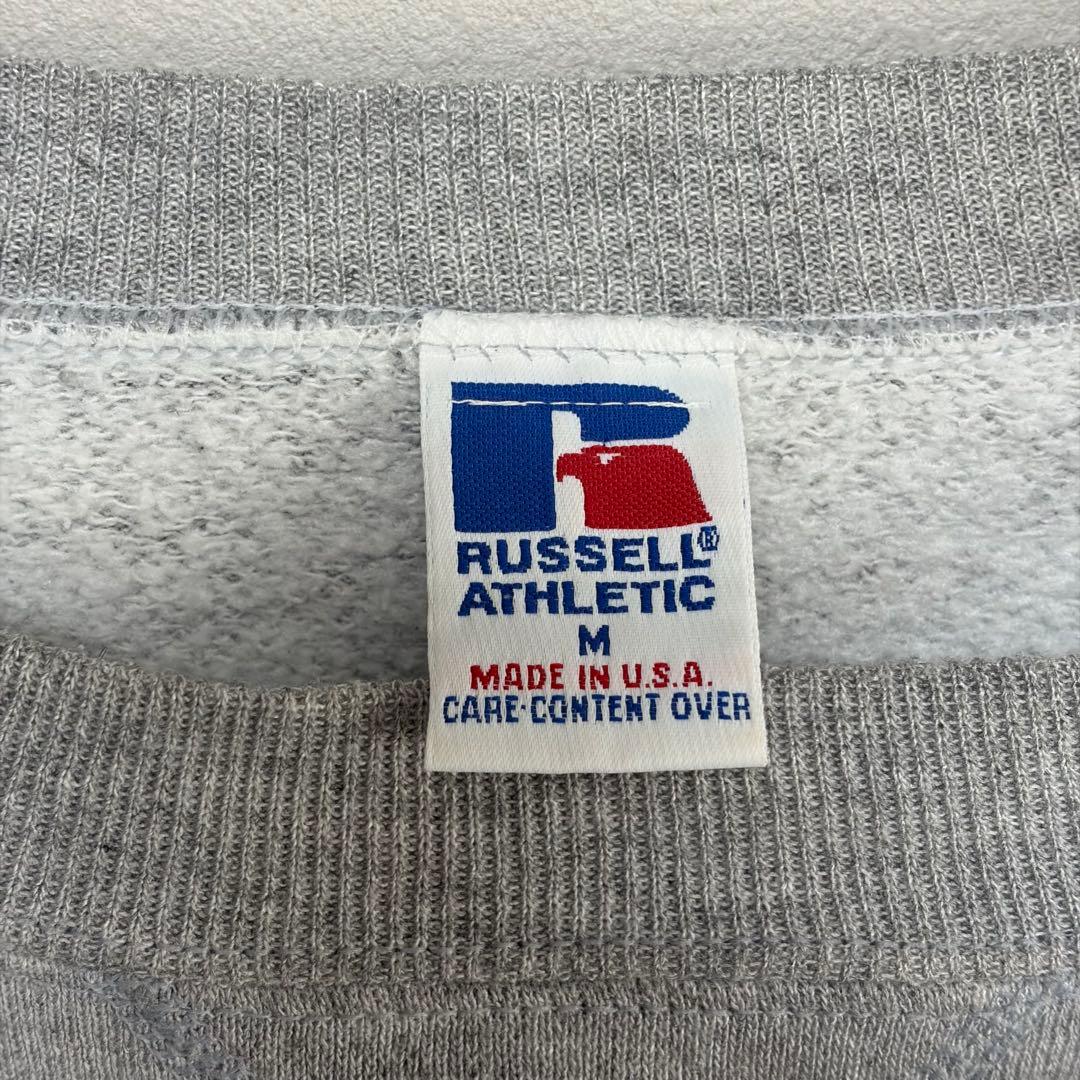 RUSSELL®
ATHLETIC
M
MADE IN U.S.A.
CARE·CONTENT OVER